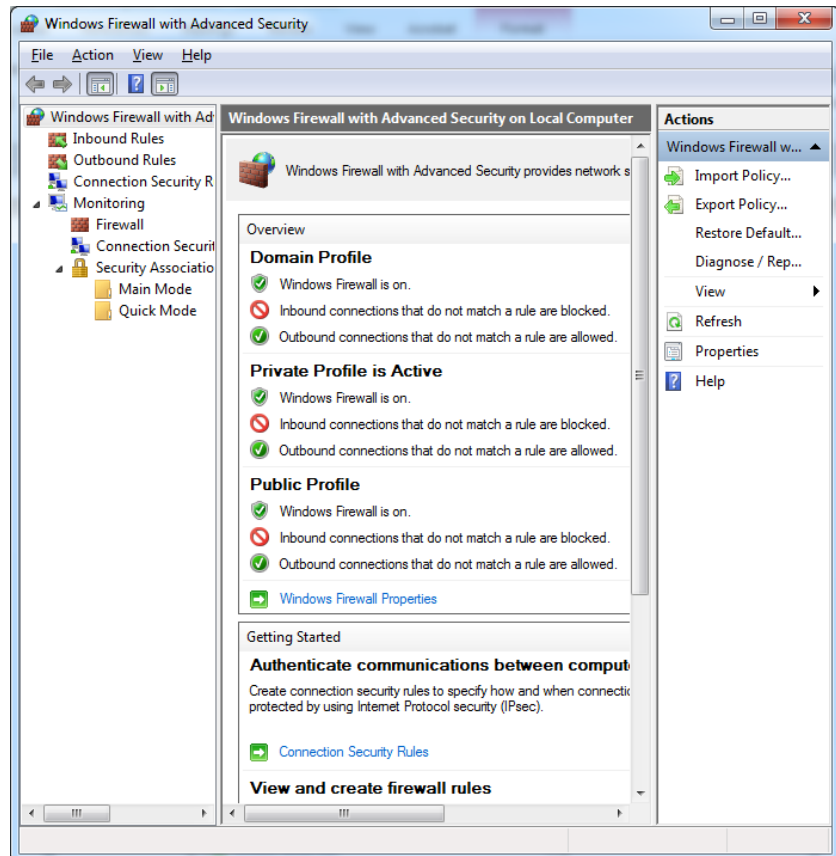 Windows Firewall with Advanced Security
File Action View Help
Windows Firewall with Ad
Inbound Rules
Outbound Rules
Connection Security R
Monitoring
Firewall
Connection Securit
Security Associatio
Main Mode
Quick Mode
Windows Firewall with Advanced Security on Local Computer
Windows Firewall with Advanced Security provides network s
Overview
Domain Profile
Windows Firewall is on.
Inbound connections that do not match a rule are blocked.
Outbound connections that do not match a rule are allowed.
Private Profile is Active
Windows Firewall is on.
Inbound connections that do not match a rule are blocked.
Outbound connections that do not match a rule are allowed.
Public Profile
Windows Firewall is on.
Inbound connections that do not match a rule are blocked.
Outbound connections that do not match a rule are allowed.
Windows Firewall Properties
Getting Started
Authenticate communications between comput
Create connection security rules to specify how and when connectio
protected by using Internet Protocol security (IPsec).
Connection Security Rules
View and create firewall rules
Actions
Windows Firewall w...
Import Policy...
Export Policy...
Restore Default...
Diagnose / Rep...
View
Refresh
Properties
Help